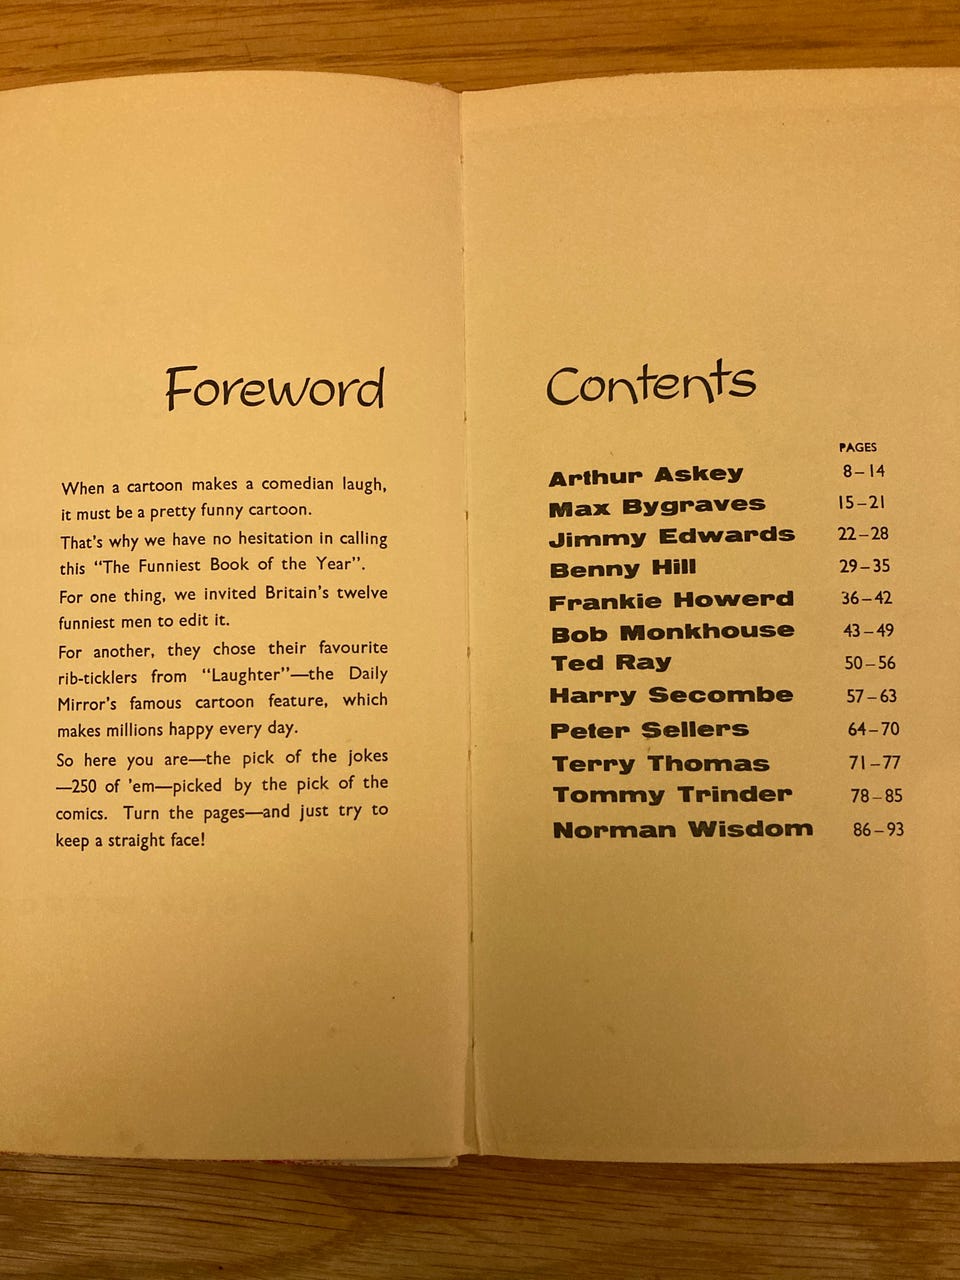 Foreword
When a cartoon makes a comedian laugh,
it must be a pretty funny cartoon.
That's why we have no hesitation in calling
this "The Funniest Book of the Year".
For one thing, we invited Britain's twelve
funniest men to edit it.
For another, they chose their favourite
rib-ticklers from "Laughter"—the Daily
Mirror's famous cartoon feature, which
makes millions happy every day.
So here you are—the pick of the jokes
—250 of 'em—picked by the pick of the
comics. Turn the pages—and just try to
keep a straight face!
Contents
PAGES
Arthur Askey 8–14
Max Bygraves 15–21
Jimmy Edwards 22–28
Benny Hill 29–35
Frankie Howerd 36–42
Bob Monkhouse 43–49
Ted Ray 50–56
Harry Secombe 57–63
Peter Sellers 64–70
Terry Thomas 71–77
Tommy Trinder 78–85
Norman Wisdom 86–93